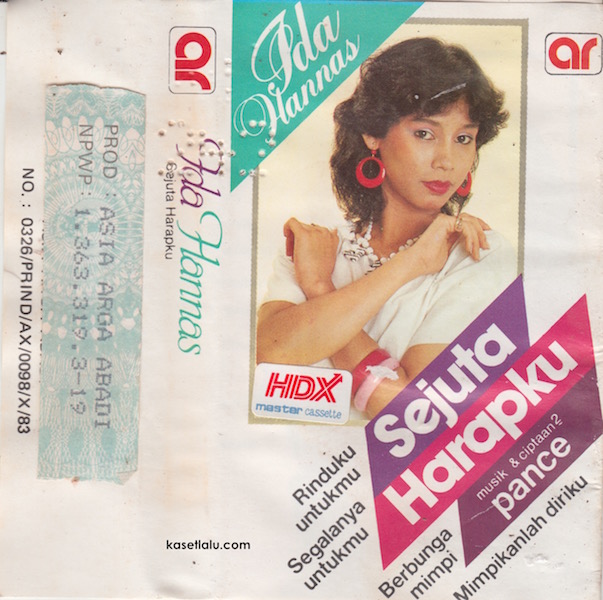 NO. : 0326/PRIND/AX/0098/X/83
PROD : ASIA ARGA ABADI
NPWP: 1.363.319.3-19
ar
Ida Hannas
Sejuta Harapku
Ida
Hannas
ar
HDX
master cassette
Sejuta
Harapku
musik & ciptaan2
pance
Rinduku
untukmu
Segalanya
untukmu
Berbunga
mimpi
Mimpikanlah diriku
kasetlalu.com